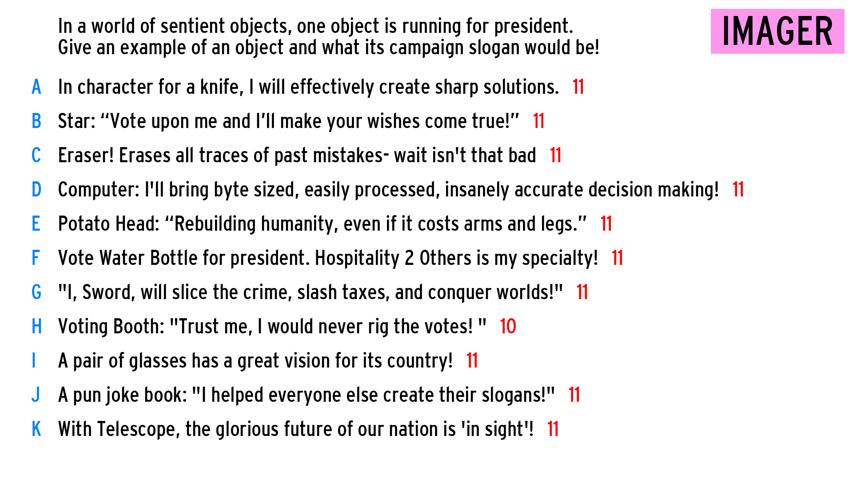 In a world of sentient objects, one object is running for president.
Give an example of an object and what its campaign slogan would be!
IMAGER
A In character for a knife, I will effectively create sharp solutions. 11
B Star: “Vote upon me and I’ll make your wishes come true!” 11
C Eraser! Erases all traces of past mistakes- wait isn't that bad 11
D Computer: I'll bring byte sized, easily processed, insanely accurate decision making! 11
E Potato Head: “Rebuilding humanity, even if it costs arms and legs.” 11
F Vote Water Bottle for president. Hospitality 2 Others is my specialty! 11
G "I, Sword, will slice the crime, slash taxes, and conquer worlds!" 11
H Voting Booth: "Trust me, I would never rig the votes! " 10
I A pair of glasses has a great vision for its country! 11
J A pun joke book: "I helped everyone else create their slogans!" 11
K With Telescope, the glorious future of our nation is 'in sight'! 11